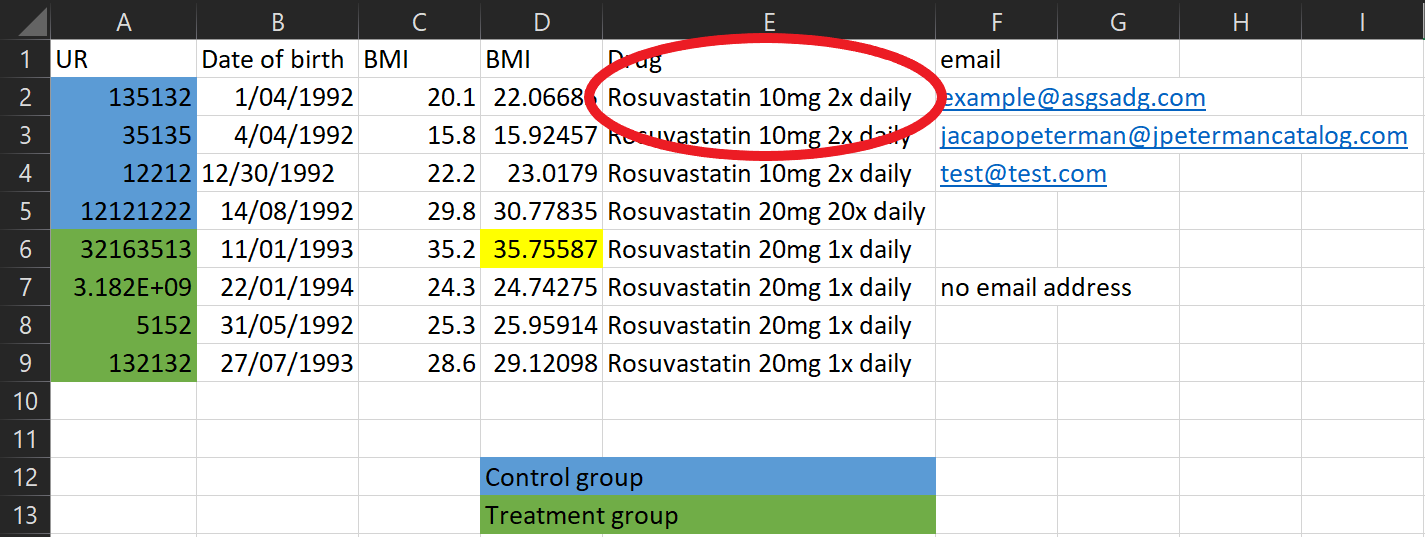 A B C D E F G H I
1 UR Date of birth BMI BMI Drug email
2 135132 1/04/1992 20.1 22.06685 Rosuvastatin 10mg 2x daily example@asgsadg.com
3 35135 4/04/1992 15.8 15.92457 Rosuvastatin 10mg 2x daily jacapopeterman@jpetermancatalog.com
4 12212 12/30/1992 22.2 23.0179 Rosuvastatin 10mg 2x daily test@test.com
5 12121222 14/08/1992 29.8 30.77835 Rosuvastatin 20mg 20x daily
6 32163513 11/01/1993 35.2 35.75587 Rosuvastatin 20mg 1x daily
7 3.182E+09 22/01/1994 24.3 24.74275 Rosuvastatin 20mg 1x daily no email address
8 5152 31/05/1992 25.3 25.95914 Rosuvastatin 20mg 1x daily
9 132132 27/07/1993 28.6 29.12098 Rosuvastatin 20mg 1x daily
10
11
12 Control group
13 Treatment group